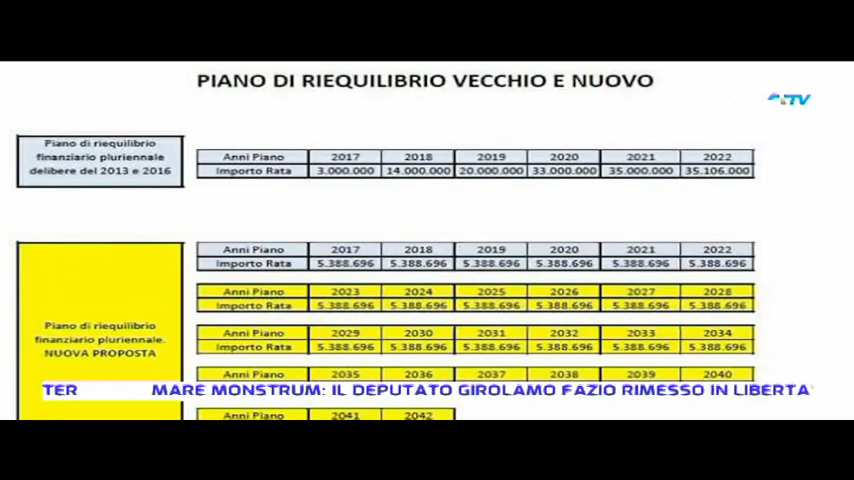 PIANO DI RIEQUILIBRIO VECCHIO E NUOVO
TV
Piano di riequilibrio
finanziario pluriennale
delibere del 2013 e 2016
Anni Piano 2017 2018 2019 2020 2021 2022
Importo Rata 3.000.000 14.000.000 20.000.000 33.000.000 35.000.000 35.106.000
Anni Piano 2017 2018 2019 2020 2021 2022
Importo Rata 5.388.696 5.388.696 5.388.696 5.388.696 5.388.696 5.388.696
Anni Piano 2023 2024 2025 2026 2027 2028
Importo Rata 5.388.696 5.388.696 5.388.696 5.388.696 5.388.696 5.388.696
Piano di riequilibrio
finanziario pluriennale.
NUOVA PROPOSTA
Anni Piano 2029 2030 2031 2032 2033 2034
Importo Rata 5.388.696 5.388.696 5.388.696 5.388.696 5.388.696 5.388.696
Anni Piano 2035 2036 2037 2038 2039 2040
TER MARE MONSTRUM: IL DEPUTATO GIROLAMO FAZIO RIMESSO IN LIBERTA'
Anni Piano 2041 2042